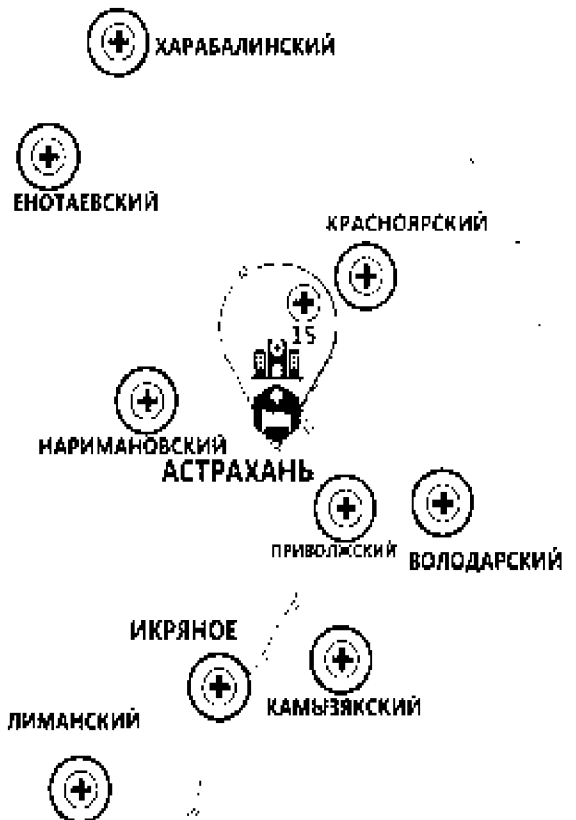 ХАРАБАЛИНСКИЙ
ЕНОТАЕВСКИЙ
КРАСНОЯРСКИЙ
15
НАРИМАНОВСКИЙ
АСТРАХАНЬ
ПРИВОЛЖСКИЙ
ВОЛОДАРСКИЙ
ИКРЯНОЕ
КАМЫЗЯКСКИЙ
ЛИМАНСКИЙ